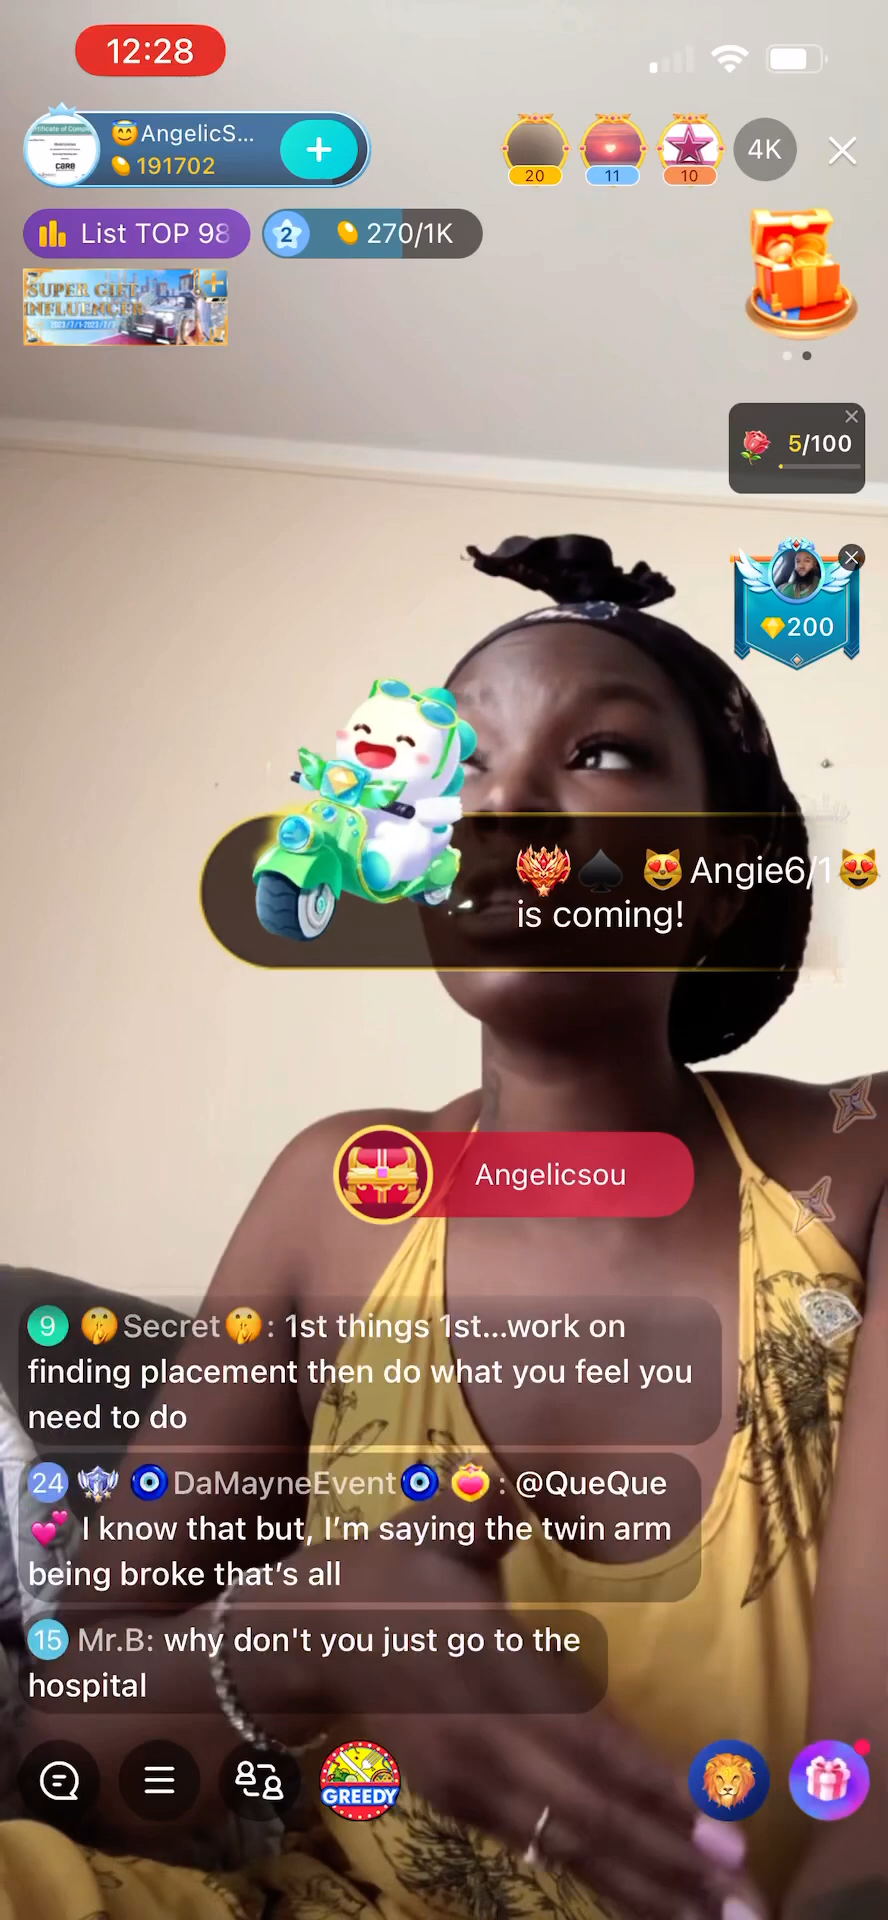 12:28
😇AngelicS...
191702
20
11
10
4K
List TOP 98
2
270/1K
SUPER GIFT
INFLUENCER
5/100
200
♠️ 😻Angie6/1😻
is coming!
Angelicsou
9 🤫Secret🤫: 1st things 1st...work on
finding placement then do what you feel you
need to do
24 🧿DaMayneEvent🧿 : @QueQue
💕 I know that but, I'm saying the twin arm
being broke that's all
15 Mr.B: why don't you just go to the
hospital
GREEDY